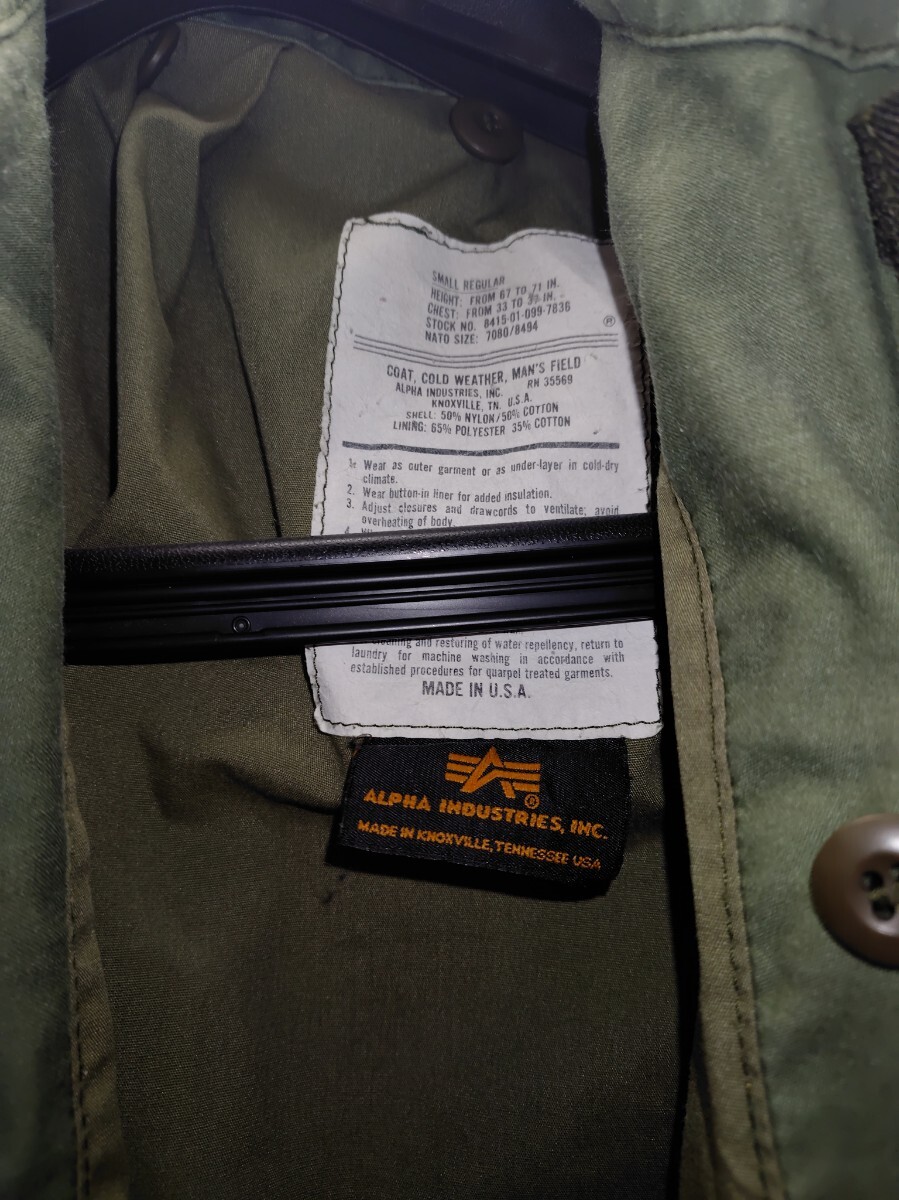 SMALL REGULAR
HEIGHT: FROM 67 TO 71 IN.
CHEST: FROM 33 TO 37 IN.
STOCK NO. 8415-01-099-7836
NATO SIZE: 7080/8494
®
COAT, COLD WEATHER, MAN'S FIELD
ALPHA INDUSTRIES, INC. RN 35569
KNOXVILLE, TN. U.S.A.
SHELL: 50% NYLON/50% COTTON
LINING: 65% POLYESTER 35% COTTON
1. Wear as outer garment or as under-layer in cold-dry
climate.
2. Wear button-in liner for added insulation.
3. Adjust closures and drawcords to ventilate; avoid
overheating of body.
4.
cleaning and restoring of water repellency, return to
laundry for machine washing in accordance with
established procedures for quarpel treated garments.
MADE IN U.S.A.
®
ALPHA INDUSTRIES, INC.
MADE IN KNOXVILLE, TENNESSEE USA